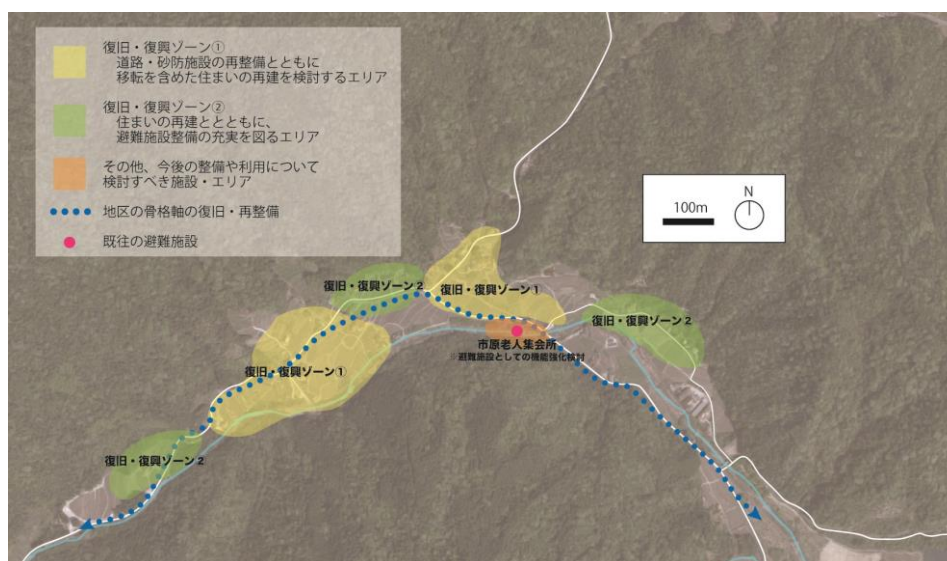 復旧・復興ゾーン①
道路・砂防施設の再整備とともに
移転を含めた住まいの再建を検討するエリア
復旧・復興ゾーン②
住まいの再建ととともに、
避難施設整備の充実を図るエリア
その他、今後の整備や利用について
検討すべき施設・エリア
地区の骨格軸の復旧・再整備
既往の避難施設
N
100m
復旧・復興ゾーン2
復旧・復興ゾーン1
復旧・復興ゾーン2
市原老人集会所
※避難施設としての機能強化検討
復旧・復興ゾーン①
復旧・復興ゾーン2